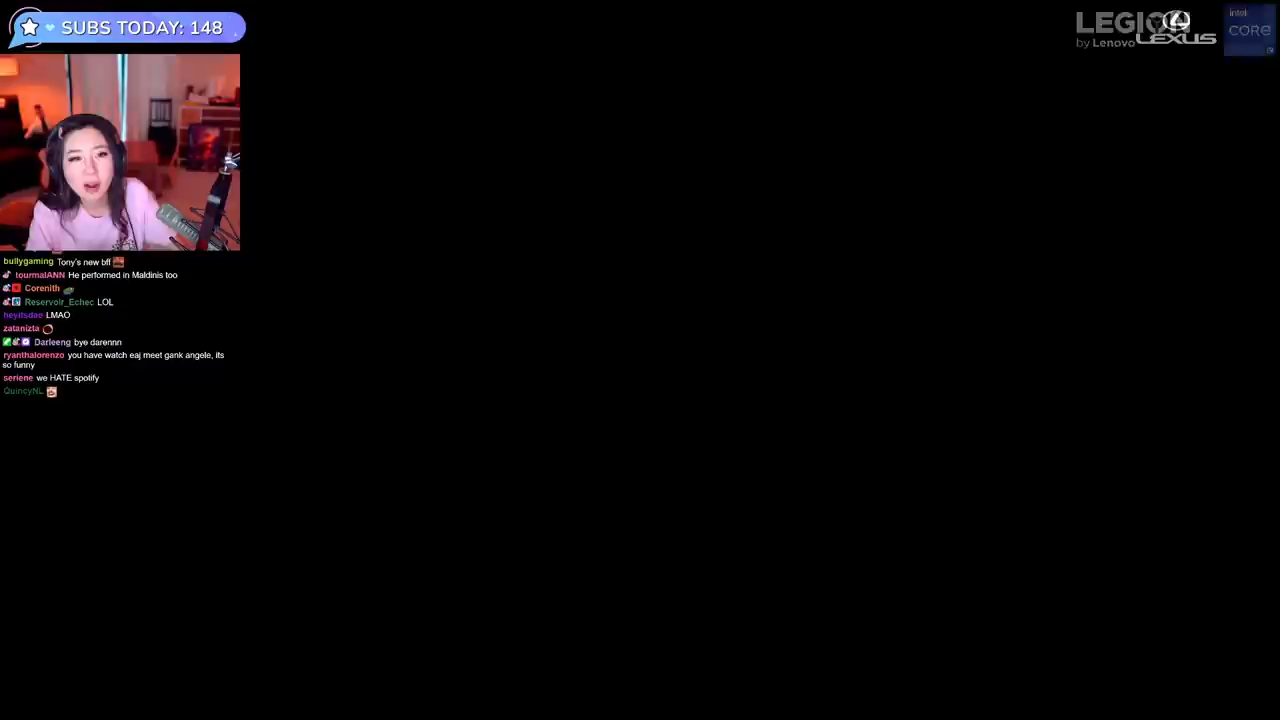 SUBS TODAY: 148
LEGION
by Lenovo
LEXUS
intel
CORE
bullygaming Tony's new bff
tourmalANN He performed in Maldinis too
Corenith
Reservoir_Echec LOL
heyitsdae LMAO
zatanizta
Darleeng bye darennn
ryanthalorenzo you have watch eaj meet gank angele, its
so funny
seriene we HATE spotify
QuincyNL